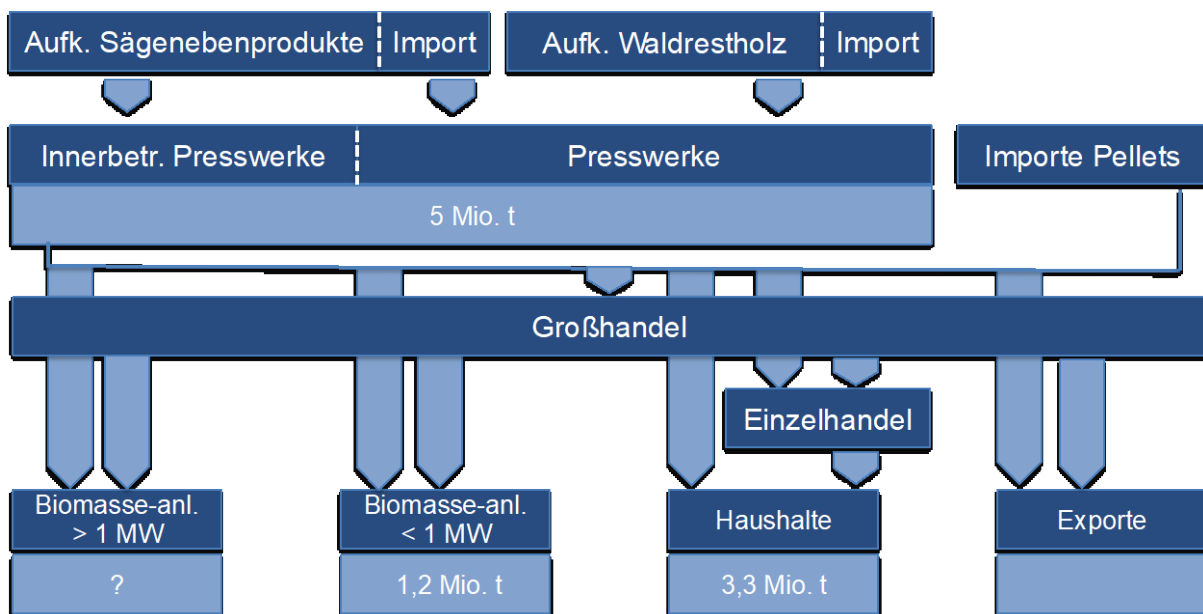 Aufk. Sägenebenprodukte
Import
Aufk. Waldrestholz
Import
Innerbetr. Presswerke
Presswerke
Importe Pellets
5 Mio. t
Großhandel
Einzelhandel
Biomasse-anl.
> 1 MW
Biomasse-anl.
< 1 MW
Haushalte
Exporte
?
1,2 Mio. t
3,3 Mio. t